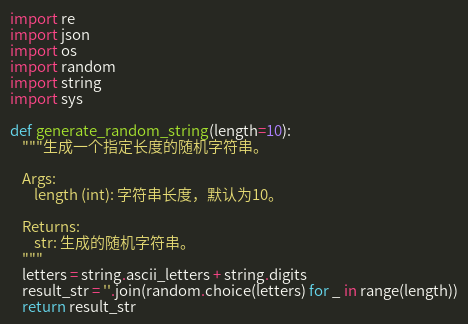 import re
import json
import os
import random
import string
import sys

def generate_random_string(length=10):
    """生成一个指定长度的随机字符串。

    Args:
        length (int): 字符串长度，默认为10。

    Returns:
        str: 生成的随机字符串。
    """
    letters = string.ascii_letters + string.digits
    result_str = ''.join(random.choice(letters) for _ in range(length))
    return result_str